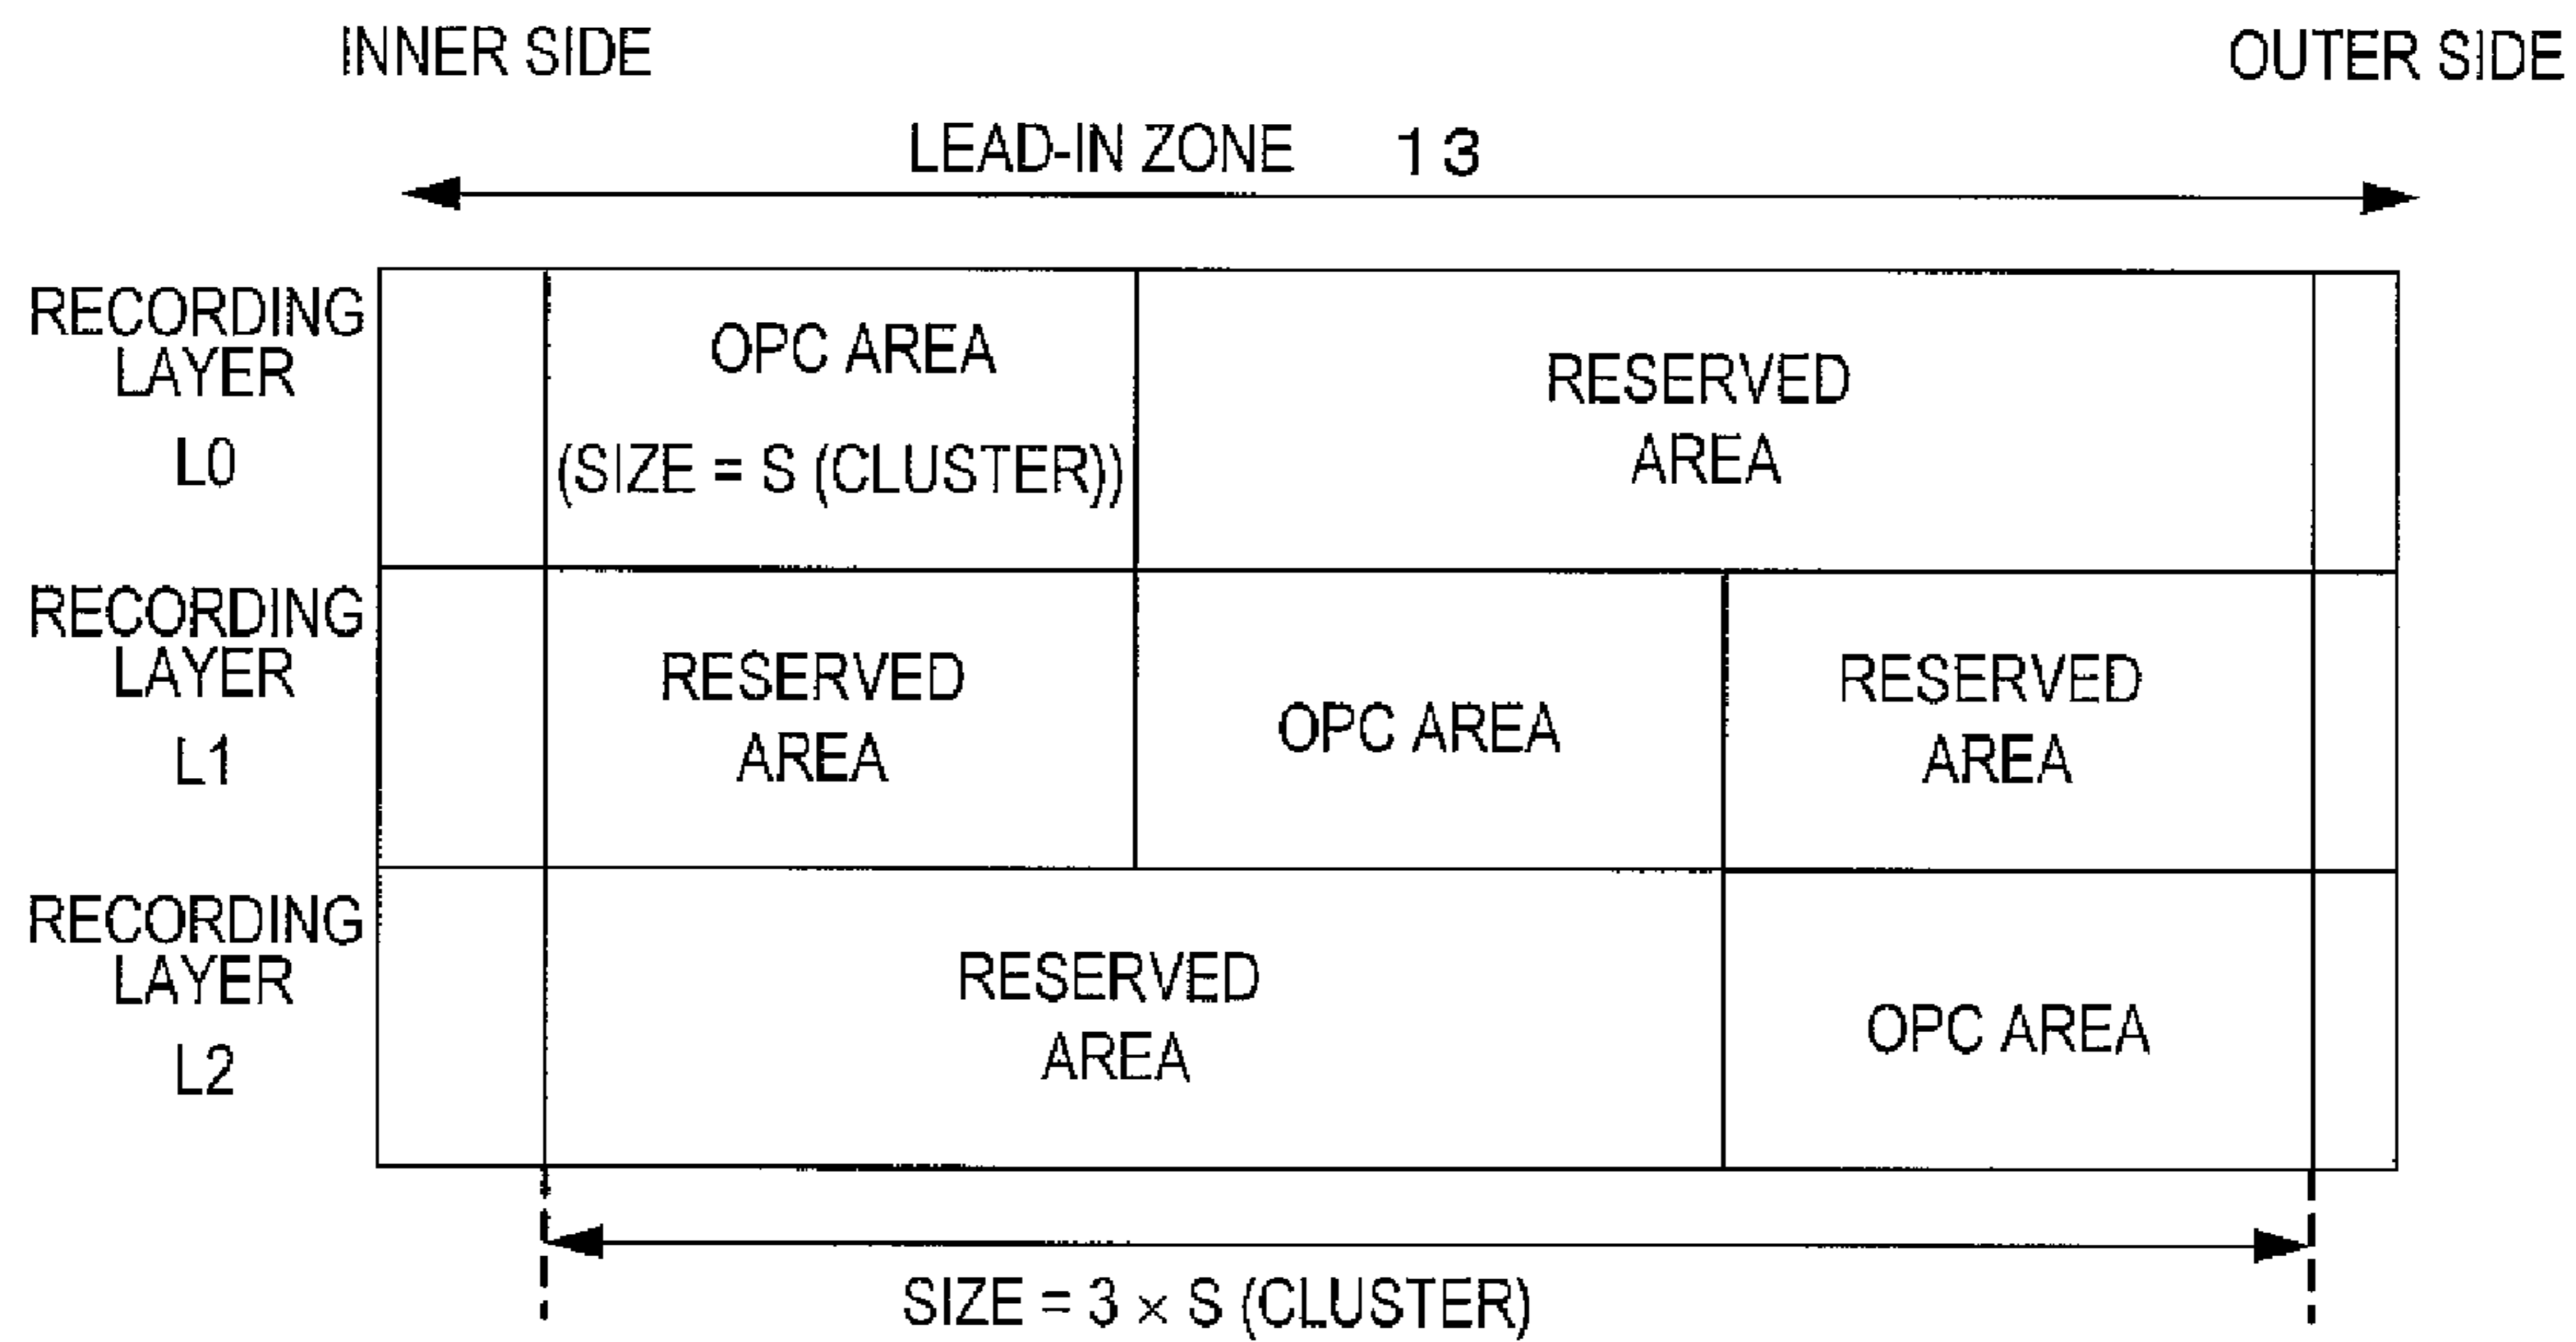 INNER SIDE
OUTER SIDE
LEAD-IN ZONE 13
RECORDING
LAYER
L0
OPC AREA
(SIZE = S (CLUSTER))
RESERVED
AREA
RECORDING
LAYER
L1
RESERVED
AREA
OPC AREA
RESERVED
AREA
RECORDING
LAYER
L2
RESERVED
AREA
OPC AREA
SIZE = 3 × S (CLUSTER)